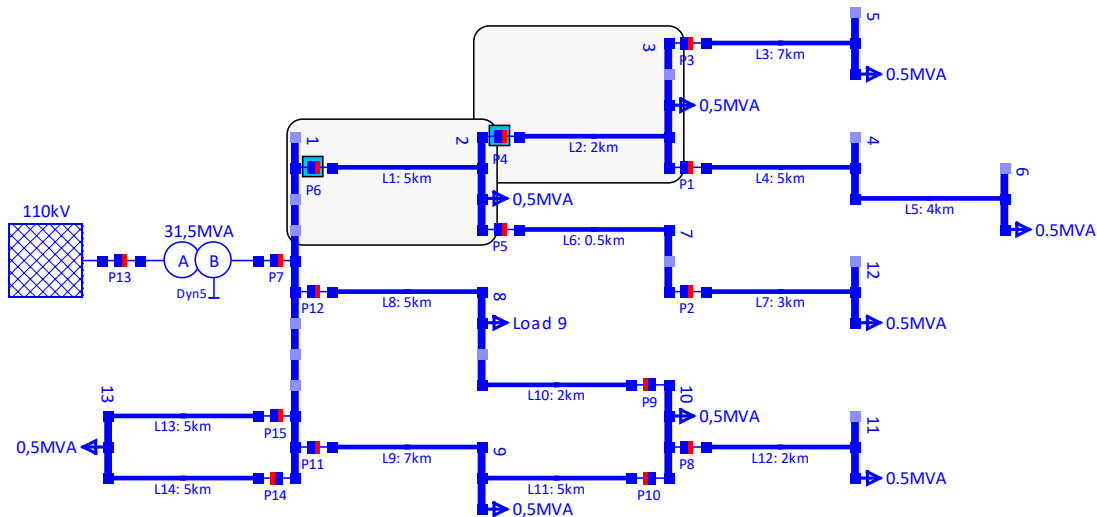 5
3
P3
L3: 7km
0.5MVA
0,5MVA
1
2
P4
L2: 2km
4
P6
L1: 5km
P1
L4: 5km
6
0,5MVA
L5: 4km
110kV
31,5MVA
P5
L6: 0.5km
7
0.5MVA
A
B
P13
Dyn5
P7
12
P12
L8: 5km
8
P2
L7: 3km
Load 9
0.5MVA
13
L10: 2km
P9
10
L13: 5km
P15
0,5MVA
11
0,5MVA
P11
L9: 7km
9
P8
L12: 2km
L14: 5km
P14
L11: 5km
P10
0.5MVA
0,5MVA